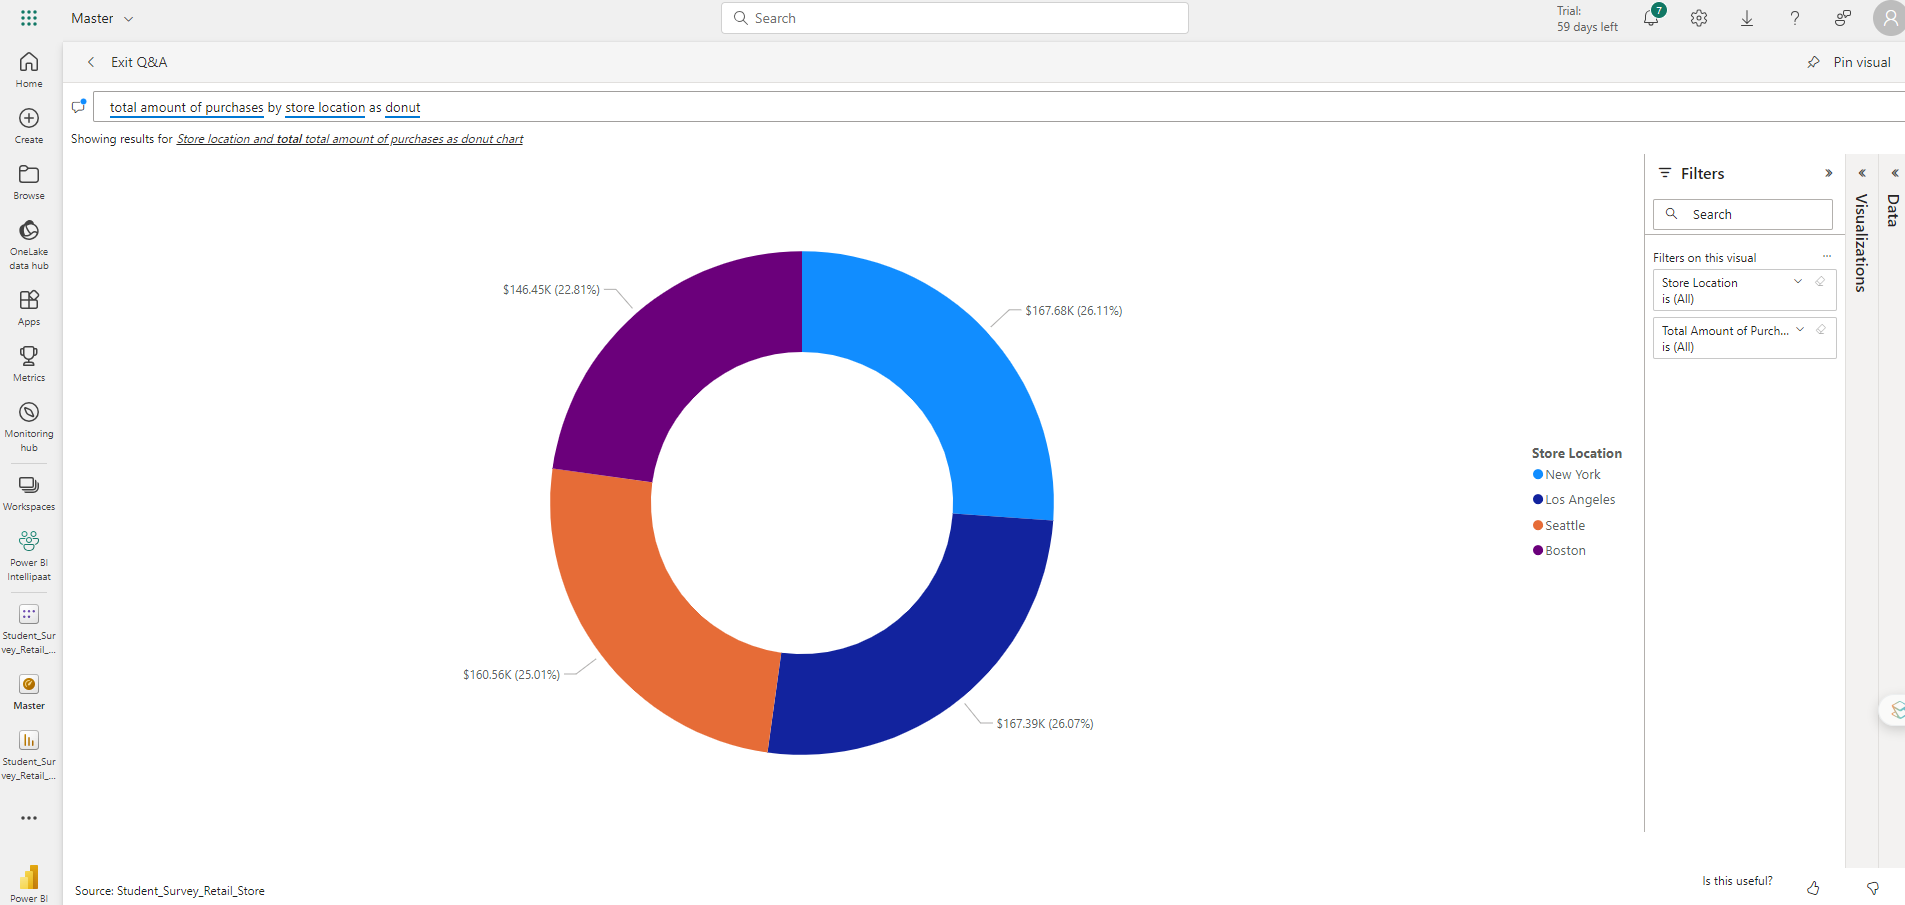 Master
Search
Trial:
59 days left
7
Home
Create
Browse
OneLake
data hub
Apps
Metrics
Monitoring
hub
Workspaces
Power BI
Intellipaat
Student_Sur
vey_Retail_...
Master
Student_Sur
vey_Retail_...
Power BI
Exit Q&A
Pin visual
total amount of purchases by store location as donut
Showing results for Store location and total total amount of purchases as donut chart
$146.45K (22.81%)
$167.68K (26.11%)
$160.56K (25.01%)
$167.39K (26.07%)
Store Location
New York
Los Angeles
Seattle
Boston
Filters
Search
Filters on this visual
Store Location
is (All)
Total Amount of Purch...
is (All)
Visualizations
Data
Source: Student_Survey_Retail_Store
Is this useful?